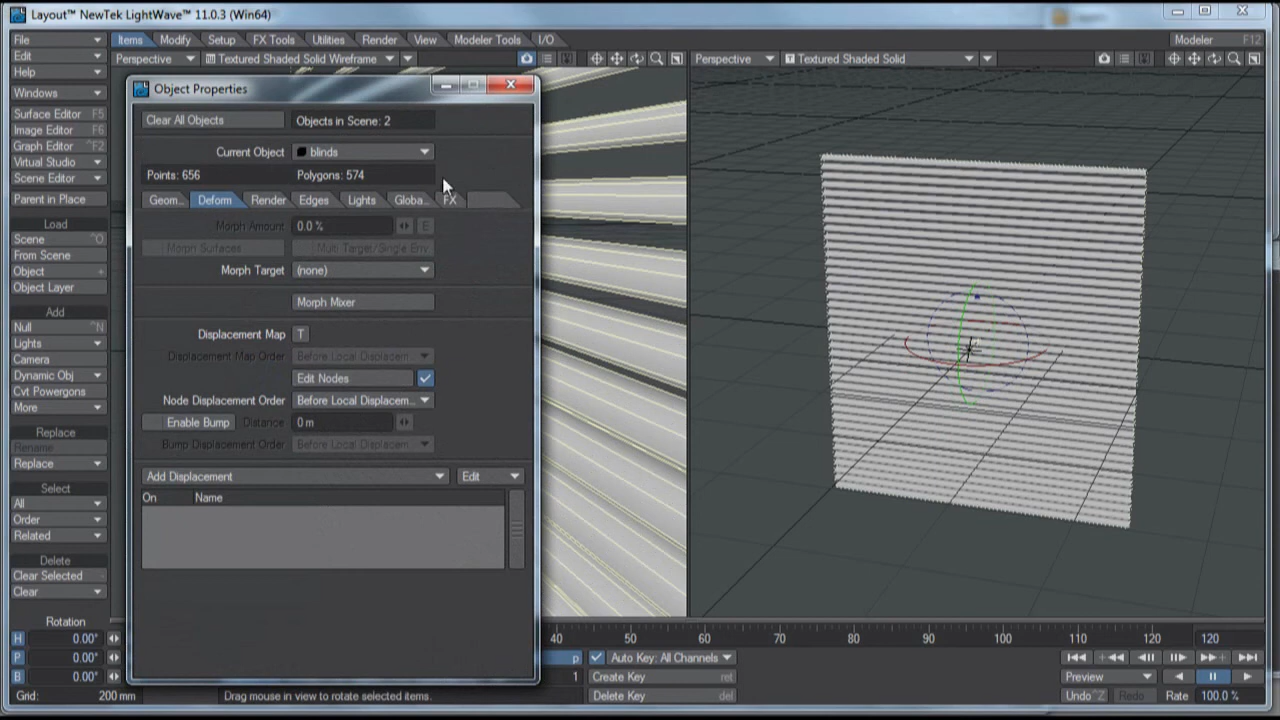 Layout™ NewTek LightWave™ 11.0.3 (Win64)
File Items Modify Setup FX Tools Utilities Render View Modeler Tools I/O Modeler F12
Edit Perspective Textured Shaded Solid Wireframe Perspective Textured Shaded Solid
Help
Windows
Surface Editor F5
Image Editor F6
Graph Editor ^F2
Virtual Studio
Scene Editor
Parent in Place
Load
Scene ^O
From Scene
Object +
Object Layer
Add
Null ^N
Lights
Camera
Dynamic Obj
Cvt Powergons
More
Replace
Rename
Replace
Select
All
Order
Related
Delete
Clear Selected -
Clear
Rotation
H 0.00°
P 0.00°
B 0.00°
Grid: 200 mm
Object Properties
Clear All Objects Objects in Scene: 2
Current Object blinds
Points: 656 Polygons: 574
Geom... Deform Render Edges Lights Globa... FX
Morph Amount 0.0 % E
Morph Surfaces Multi Target/Single Env
Morph Target (none)
Morph Mixer
Displacement Map T
Displacement Map Order Before Local Displacem...
Edit Nodes
Node Displacement Order Before Local Displacem...
Enable Bump Distance 0 m
Bump Displacement Order Before Local Displacem...
Add Displacement Edit
On Name
40 50 60 70 80 90 100 110 120 120
p Auto Key: All Channels
1 Create Key ret
Delete Key del
Preview
Undo ^Z Redo Rate 100.0 %
Drag mouse in view to rotate selected items.